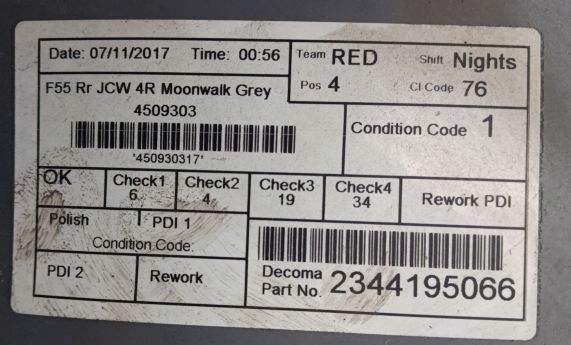 Date: 07/11/2017 Time: 00:56 Team RED Shift Nights
Pos 4 CI Code 76
F55 Rr JCW 4R Moonwalk Grey
4509303
Condition Code 1
*450930317*
OK Check1 Check2 Check3 Check4 Rework PDI
6 4 19 34
Polish PDI 1
Condition Code:
PDI 2 Rework
Decoma
Part No. 2344195066